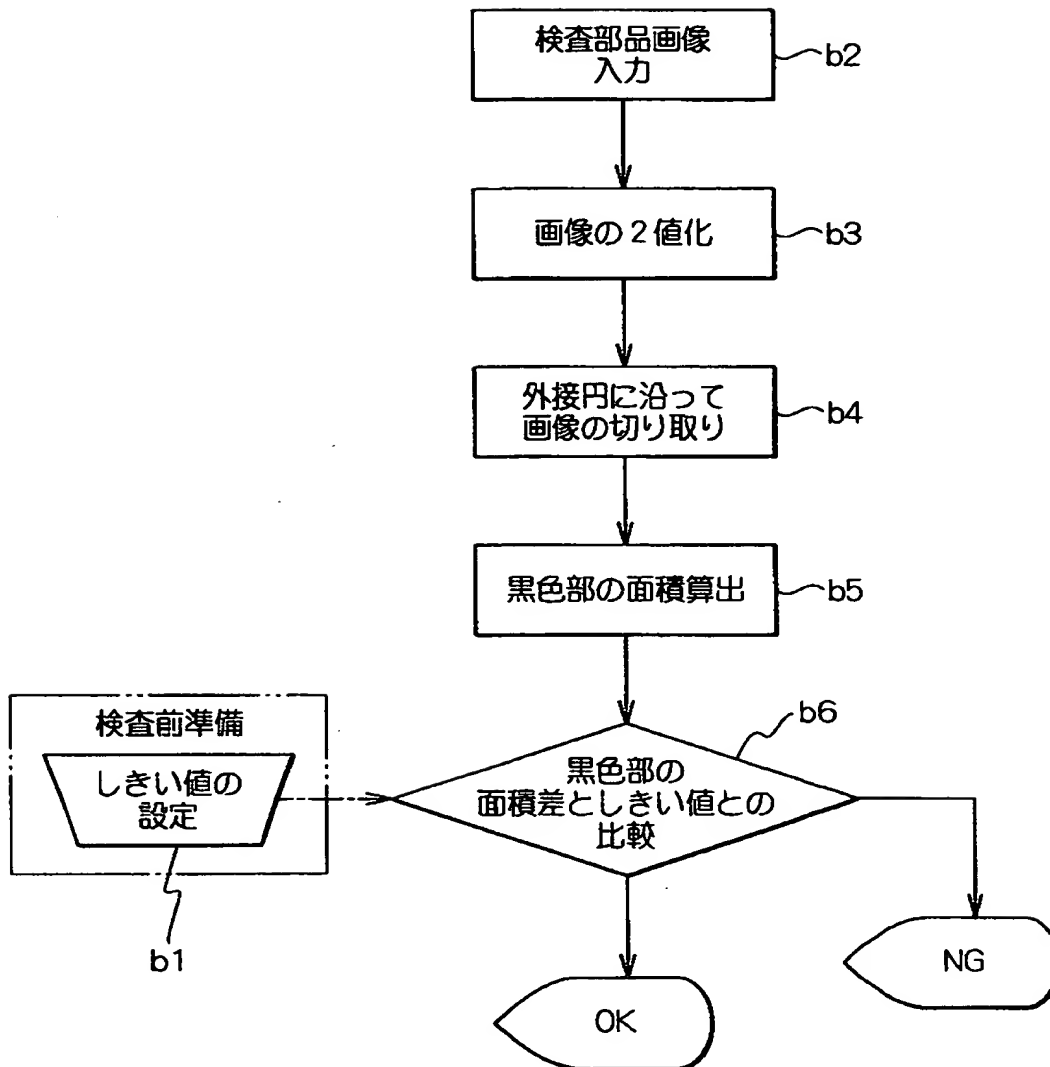 検査部品画像
入力
b2
画像の2値化
b3
外接円に沿って
画像の切り取り
b4
黒色部の面積算出
b5
検査前準備
しきい値の
設定
b1
b6
黒色部の
面積差としきい値との
比較
NG
OK